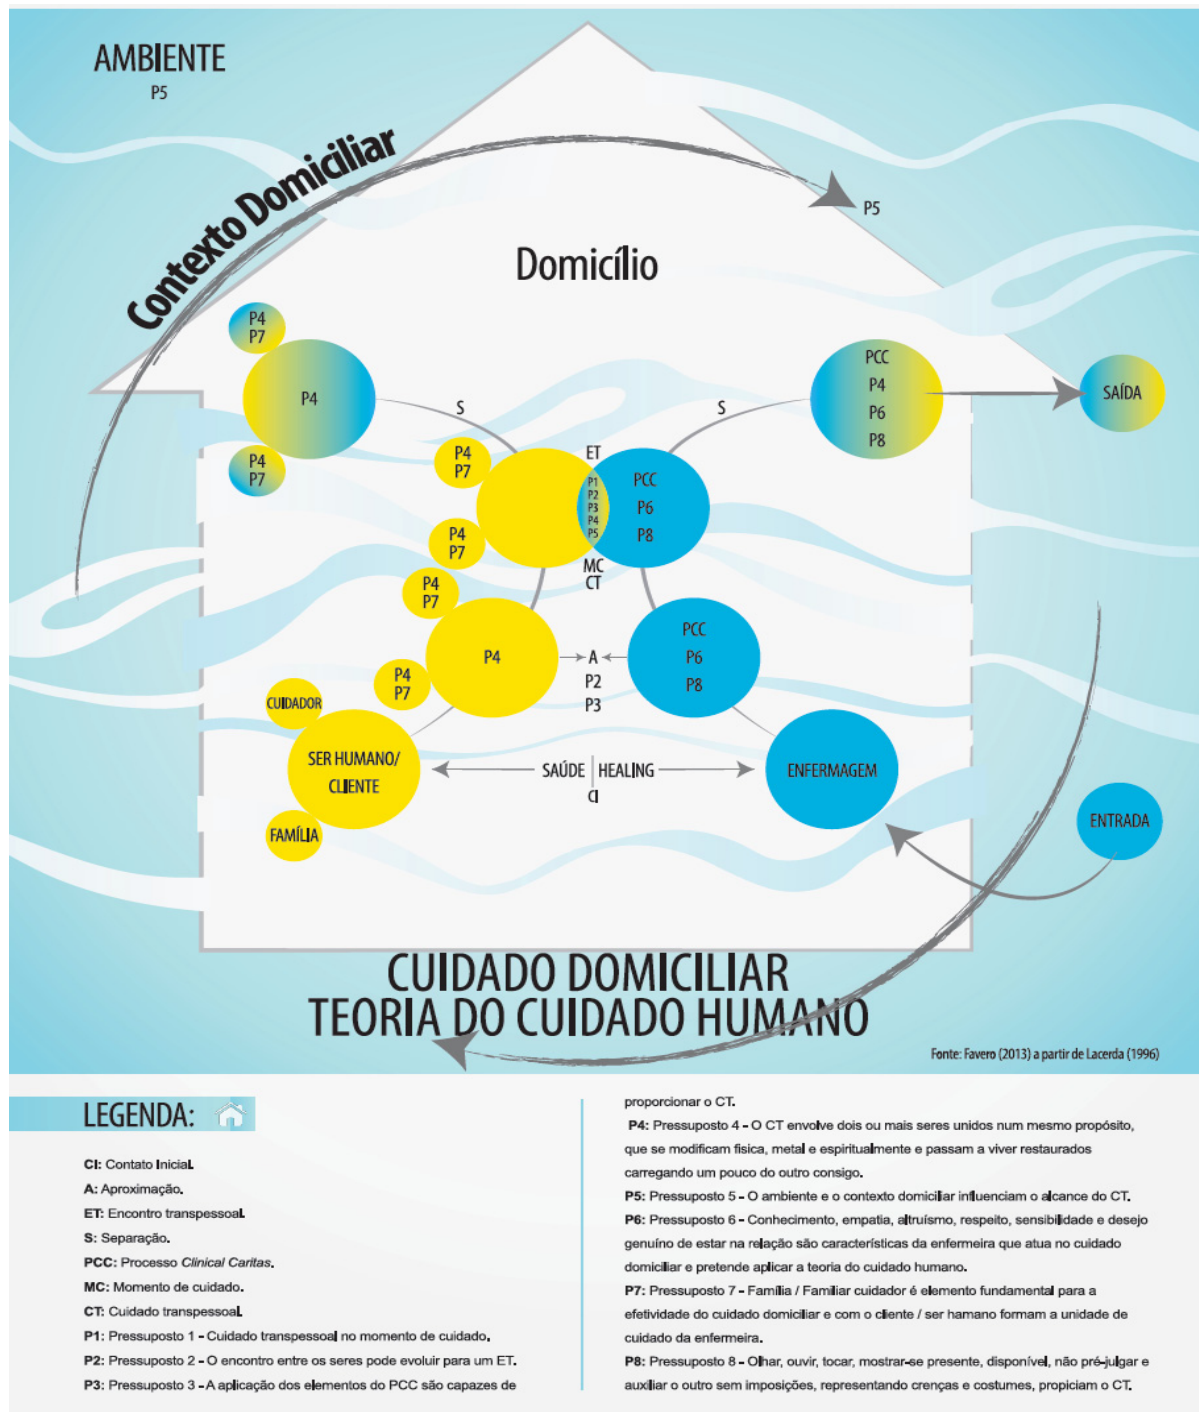 AMBIENTE
P5
Contexto Domiciliar
P5
Domicílio
P4
P7
P4
P4
P7
S
S
PCC
P4
P6
P8
SAÍDA
P4
P7
ET
P1
P2
P3
P4
P5
PCC
P6
P8
P4
P7
MC
CT
P4
P7
P4
A
P2
P3
PCC
P6
P8
P4
P7
CUIDADOR
SER HUMANO/
CLIENTE
FAMÍLIA
SAÚDE
HEALING
CI
ENFERMAGEM
ENTRADA
CUIDADO DOMICILIAR
TEORIA DO CUIDADO HUMANO
Fonte: Favero (2013) a partir de Lacerda (1996)
LEGENDA:
CI: Contato Inicial.
A: Aproximação.
ET: Encontro transpessoal.
S: Separação.
PCC: Processo Clinical Caritas.
MC: Momento de cuidado.
CT: Cuidado transpessoal.
P1: Pressuposto 1 - Cuidado transpessoal no momento de cuidado.
P2: Pressuposto 2 - O encontro entre os seres pode evoluir para um ET.
P3: Pressuposto 3 - A aplicação dos elementos do PCC são capazes de
proporcionar o CT.
P4: Pressuposto 4 - O CT envolve dois ou mais seres unidos num mesmo propósito,
que se modificam fisica, metal e espiritualmente e passam a viver restaurados
carregando um pouco do outro consigo.
P5: Pressuposto 5 - O ambiente e o contexto domiciliar influenciam o alcance do CT.
P6: Pressuposto 6 - Conhecimento, empatia, altruísmo, respeito, sensibilidade e desejo
genuíno de estar na relação são características da enfermeira que atua no cuidado
domiciliar e pretende aplicar a teoria do cuidado humano.
P7: Pressuposto 7 - Família / Familiar cuidador é elemento fundamental para a
efetividade do cuidado domiciliar e com o cliente / ser hamano formam a unidade de
cuidado da enfermeira.
P8: Pressuposto 8 - Olhar, ouvir, tocar, mostrar-se presente, disponível, não pré-julgar e
auxiliar o outro sem imposições, representando crenças e costumes, propiciam o CT.